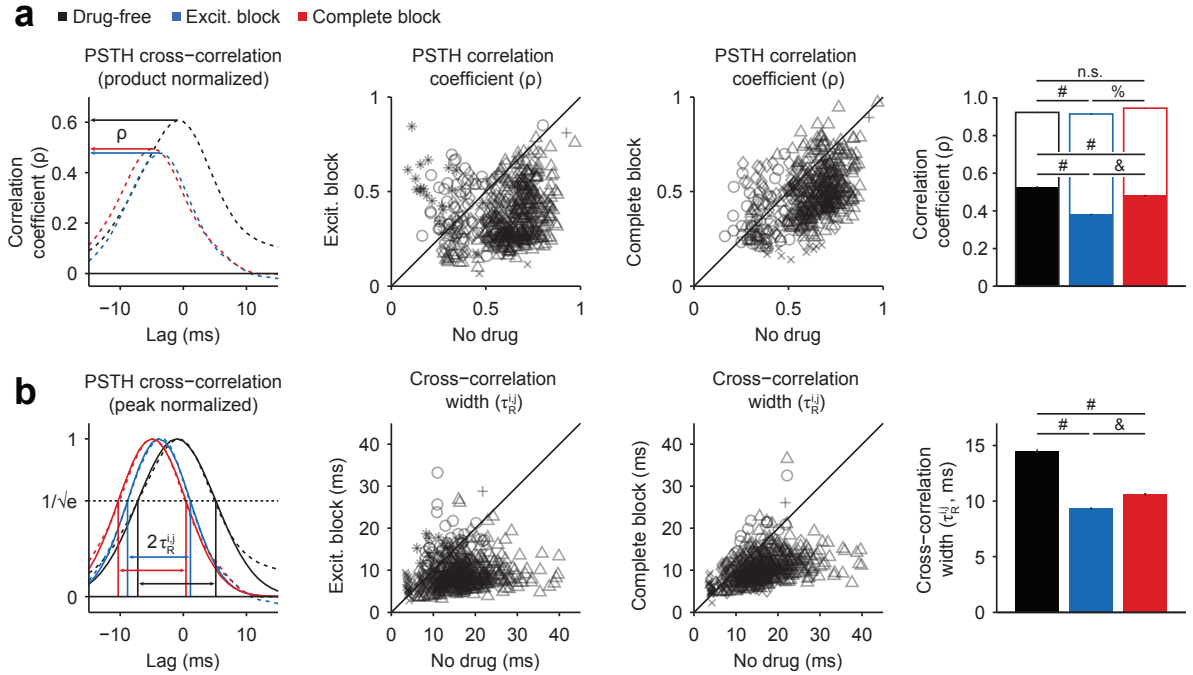 a
Drug-free Excit. block Complete block
PSTH cross−correlation
(product normalized)
Correlation
coefficient (ρ)
0.6
0.4
0.2
0
ρ
−10 0 10
Lag (ms)
PSTH correlation
coefficient (ρ)
Excit. block
1
0.5
0
0 0.5 1
No drug
PSTH correlation
coefficient (ρ)
Complete block
1
0.5
0
0 0.5 1
No drug
Correlation
coefficient (ρ)
n.s.
# %
#
# &
1.0
0.8
0.6
0.4
0.2
0
b
PSTH cross−correlation
(peak normalized)
1
1/√e
0
2τ_R^{i,j}
−10 0 10
Lag (ms)
Cross−correlation
width (τ_R^{i,j})
Excit. block (ms)
40
30
20
10
0
0 10 20 30 40
No drug (ms)
Cross−correlation
width (τ_R^{i,j})
Complete block (ms)
40
30
20
10
0
0 10 20 30 40
No drug (ms)
Cross−correlation
width (τ_R^{i,j}, ms)
#
# &
15
10
5
0